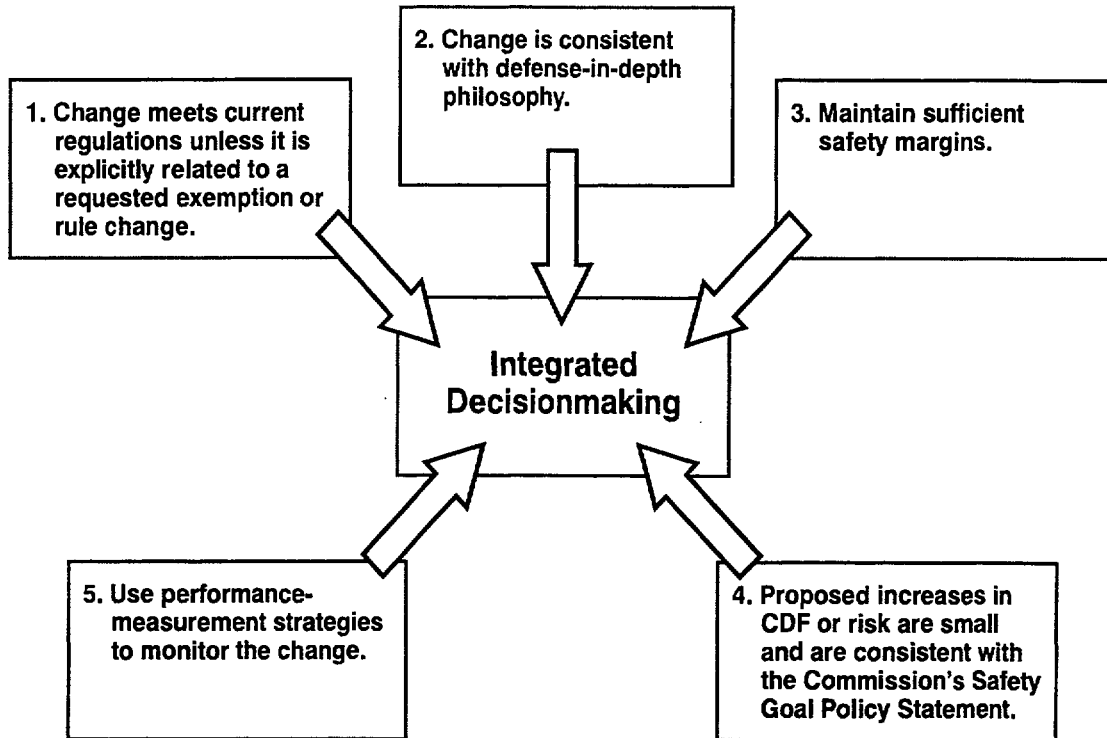 1. Change meets current
regulations unless it is
explicitly related to a
requested exemption or
rule change.
2. Change is consistent
with defense-in-depth
philosophy.
3. Maintain sufficient
safety margins.
Integrated
Decisionmaking
5. Use performance-
measurement strategies
to monitor the change.
4. Proposed increases in
CDF or risk are small
and are consistent with
the Commission's Safety
Goal Policy Statement.